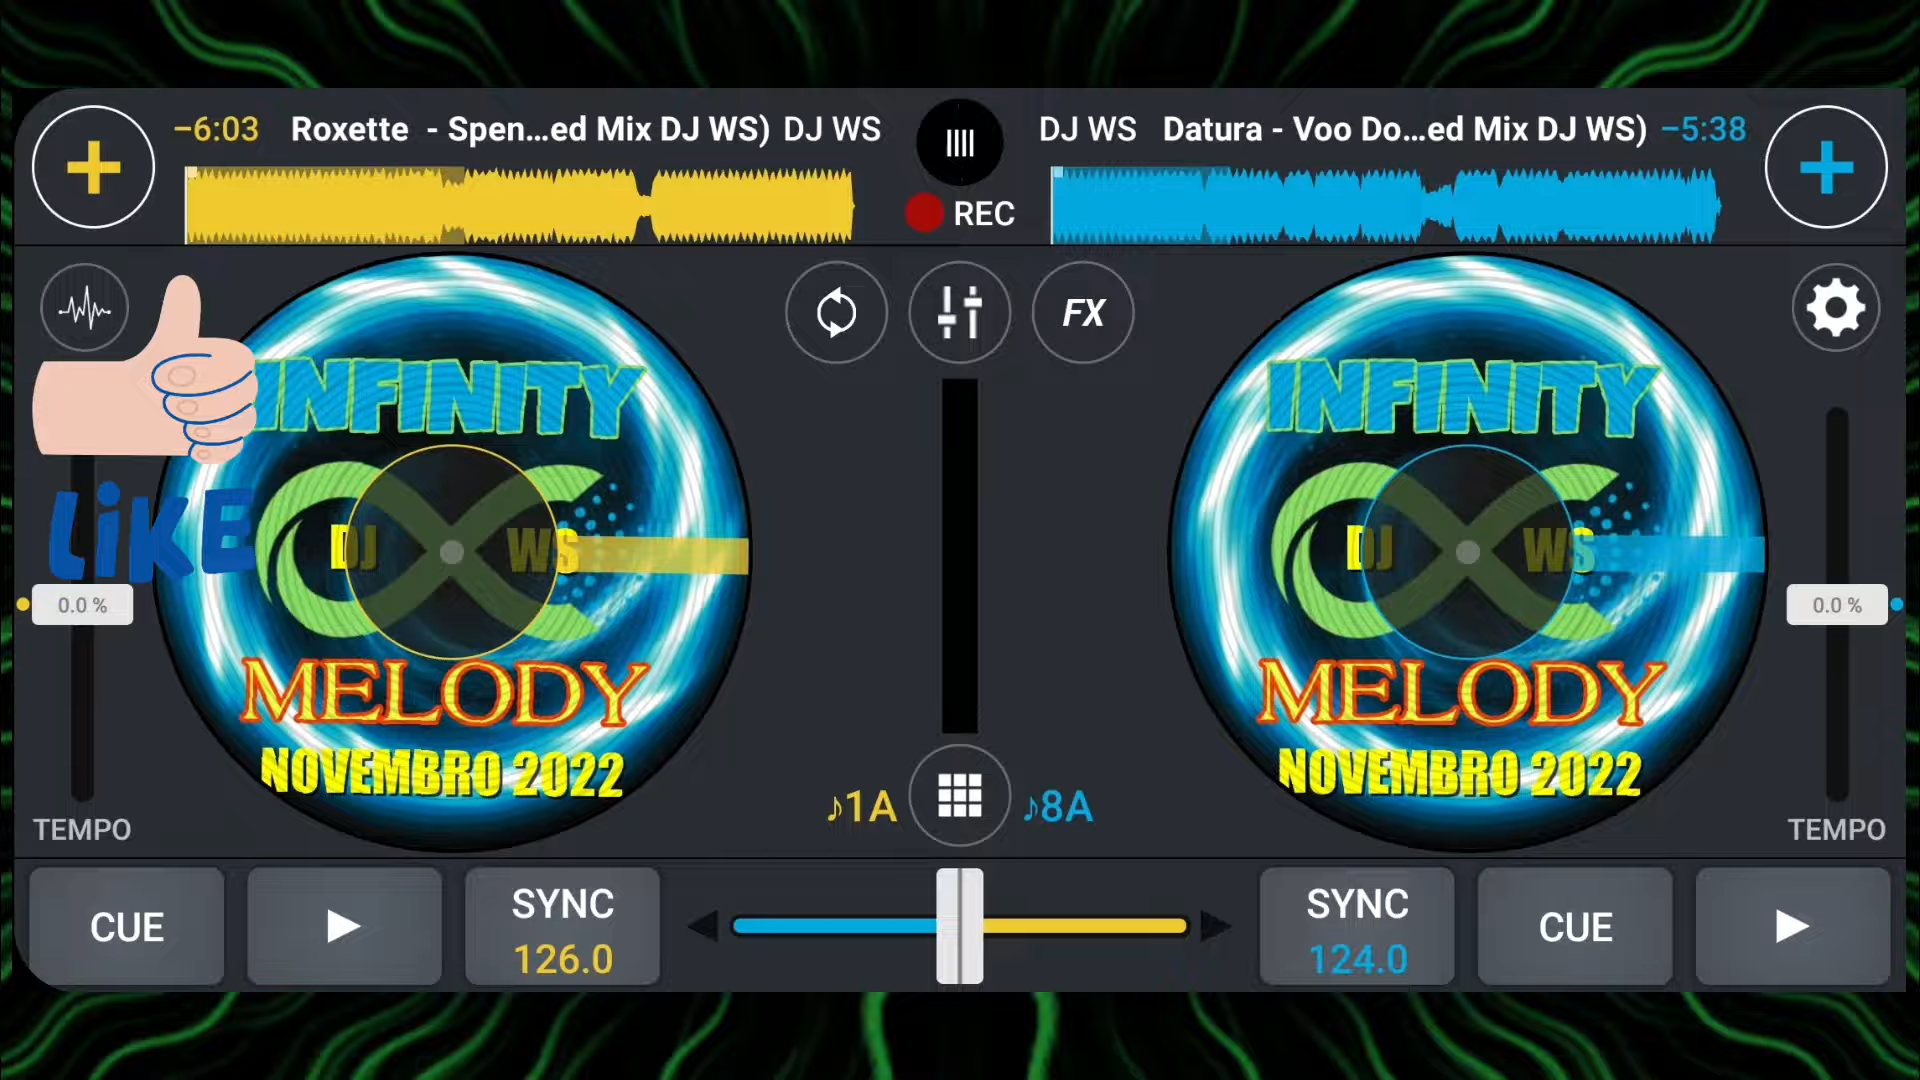 −6:03 Roxette - Spen...ed Mix DJ WS) DJ WS
DJ WS Datura - Voo Do...ed Mix DJ WS) −5:38
REC
FX
INFINITY
DJ WS
MELODY
NOVEMBRO 2022
INFINITY
DJ WS
MELODY
NOVEMBRO 2022
LiKE
0.0 %
0.0 %
TEMPO
♪1A
♪8A
TEMPO
CUE
SYNC
126.0
SYNC
124.0
CUE